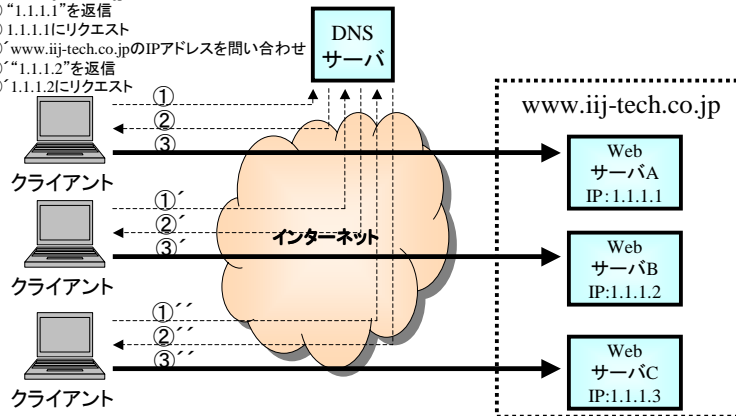 “1.1.1.1”を返信
1.1.1.1にリクエスト
´www.iij-tech.co.jpのIPアドレスを問い合わせ
´“1.1.1.2”を返信
´1.1.1.2にリクエスト
DNS
サーバ
www.iij-tech.co.jp
①
②
③
クライアント
Web
サーバA
IP:1.1.1.1
①´
②´
③´
クライアント
インターネット
Web
サーバB
IP:1.1.1.2
①´´
②´´
③´´
クライアント
Web
サーバC
IP:1.1.1.3